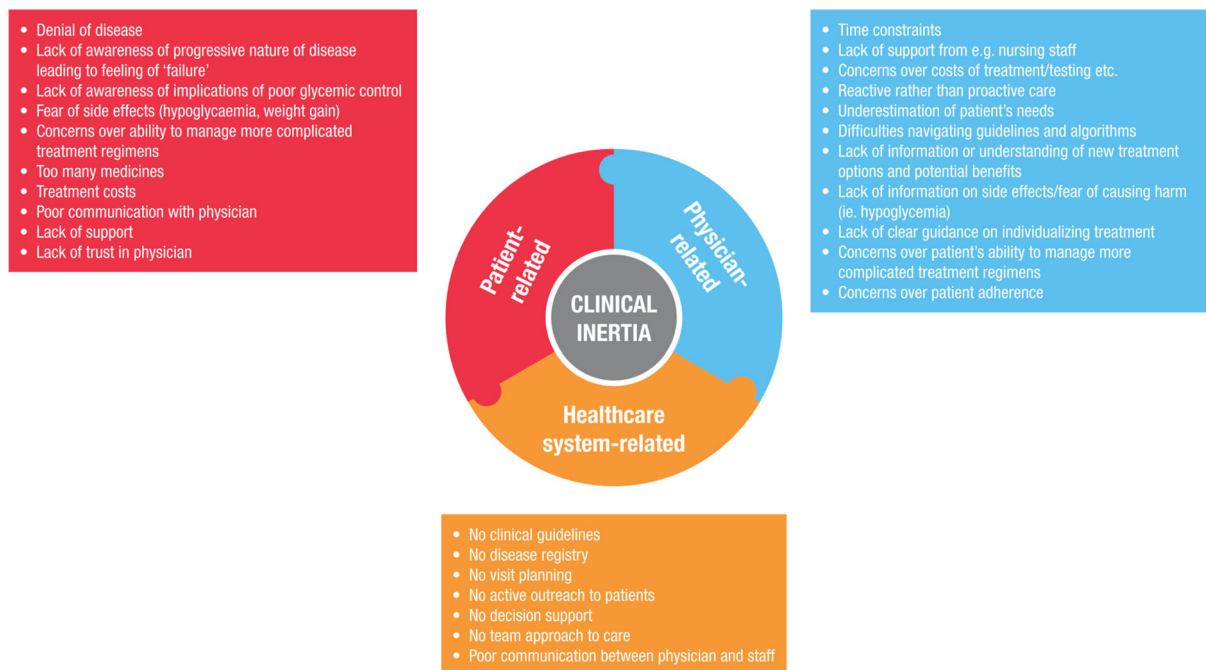 • Denial of disease
• Lack of awareness of progressive nature of disease
leading to feeling of ‘failure’
• Lack of awareness of implications of poor glycemic control
• Fear of side effects (hypoglycaemia, weight gain)
• Concerns over ability to manage more complicated
treatment regimens
• Too many medicines
• Treatment costs
• Poor communication with physician
• Lack of support
• Lack of trust in physician
• Time constraints
• Lack of support from e.g. nursing staff
• Concerns over costs of treatment/testing etc.
• Reactive rather than proactive care
• Underestimation of patient’s needs
• Difficulties navigating guidelines and algorithms
• Lack of information or understanding of new treatment
options and potential benefits
• Lack of information on side effects/fear of causing harm
(ie. hypoglycemia)
• Lack of clear guidance on individualizing treatment
• Concerns over patient’s ability to manage more
complicated treatment regimens
• Concerns over patient adherence
Patient-
related
Physician-
related
CLINICAL
INERTIA
Healthcare
system-related
• No clinical guidelines
• No disease registry
• No visit planning
• No active outreach to patients
• No decision support
• No team approach to care
• Poor communication between physician and staff